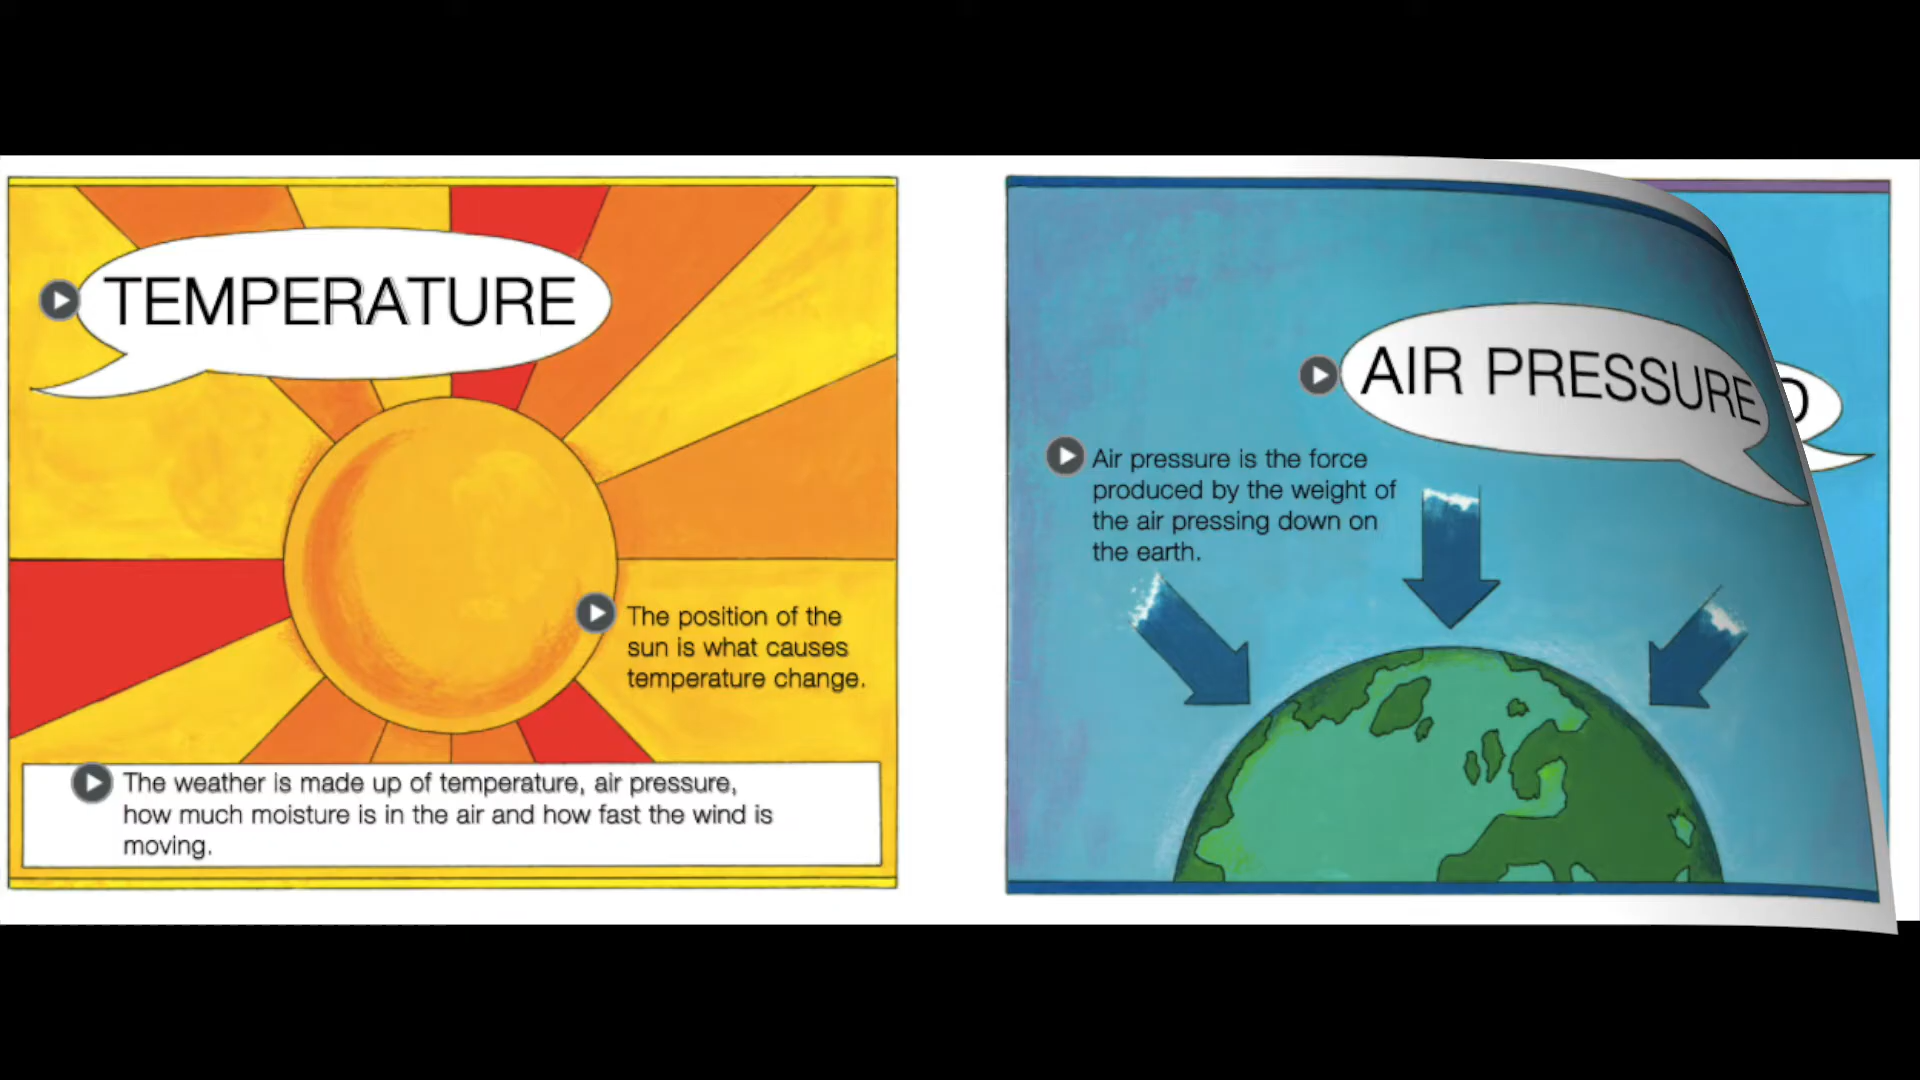 TEMPERATURE
The position of the
sun is what causes
temperature change.
The weather is made up of temperature, air pressure,
how much moisture is in the air and how fast the wind is
moving.
AIR PRESSURE
Air pressure is the force
produced by the weight of
the air pressing down on
the earth.